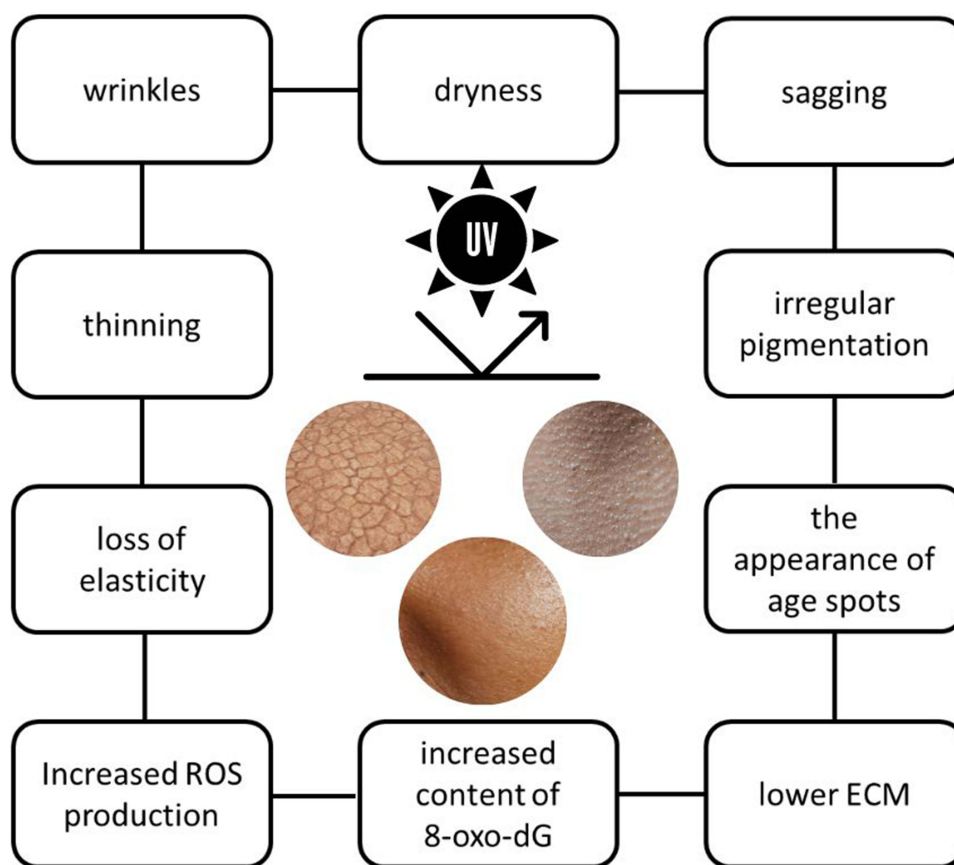 wrinkles
dryness
sagging
UV
thinning
irregular
pigmentation
loss of
elasticity
the
appearance of
age spots
Increased ROS
production
increased
content of
8-oxo-dG
lower ECM